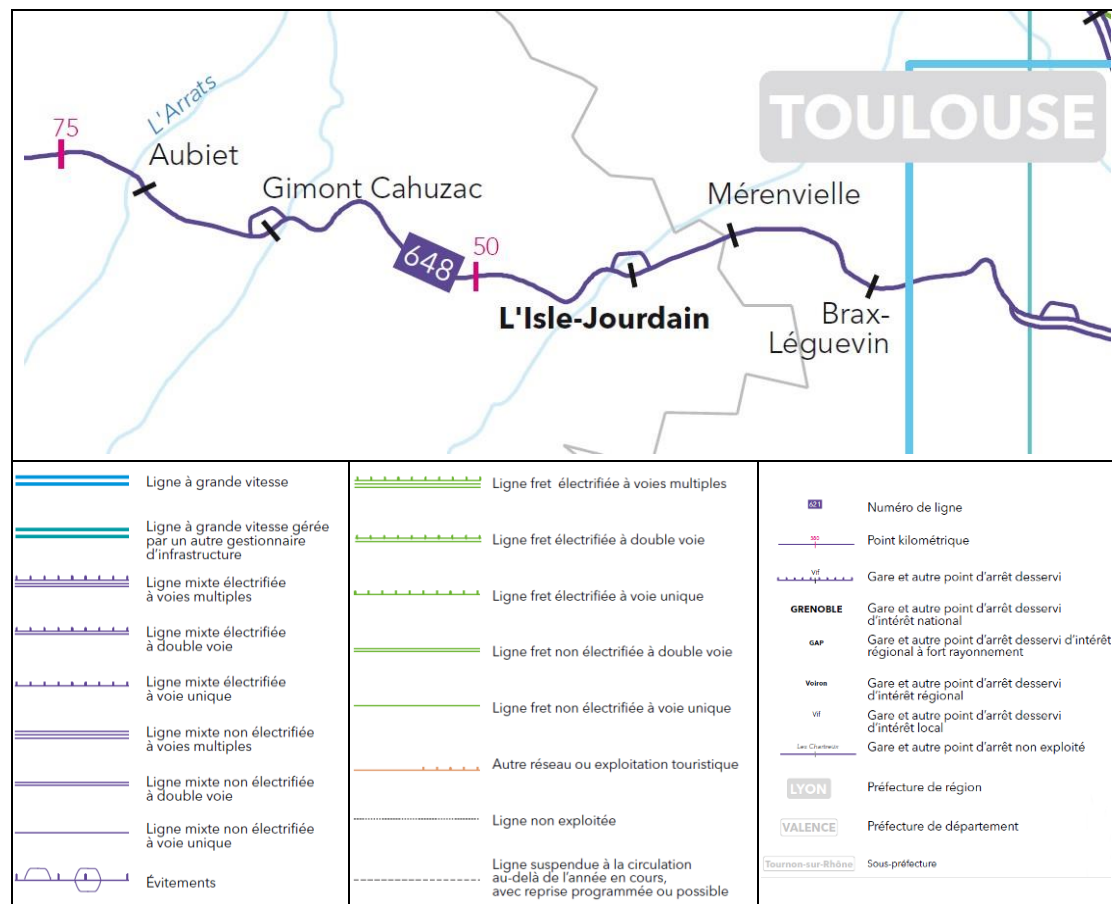 L'Arrats
TOULOUSE
75
Aubiet
Gimont Cahuzac
Mérenvielle
648
50
L'Isle-Jourdain
Brax-
Léguevin
Ligne à grande vitesse
Ligne à grande vitesse gérée
par un autre gestionnaire
d'infrastructure
Ligne mixte électrifiée
à voies multiples
Ligne mixte électrifiée
à double voie
Ligne mixte électrifiée
à voie unique
Ligne mixte non électrifiée
à voies multiples
Ligne mixte non électrifiée
à double voie
Ligne mixte non électrifiée
à voie unique
Évitements
Ligne fret électrifiée à voies multiples
Ligne fret électrifiée à double voie
Ligne fret électrifiée à voie unique
Ligne fret non électrifiée à double voie
Ligne fret non électrifiée à voie unique
Autre réseau ou exploitation touristique
Ligne non exploitée
Ligne suspendue à la circulation
au-delà de l'année en cours,
avec reprise programmée ou possible
621 Numéro de ligne
380 Point kilométrique
Vif Gare et autre point d'arrêt desservi
GRENOBLE Gare et autre point d'arrêt desservi
d'intérêt national
GAP Gare et autre point d'arrêt desservi d'intérêt
régional à fort rayonnement
Voiron Gare et autre point d'arrêt desservi
d'intérêt régional
Vif Gare et autre point d'arrêt desservi
d'intérêt local
Les Chartreux Gare et autre point d'arrêt non exploité
LYON Préfecture de région
VALENCE Préfecture de département
Tournon-sur-Rhône Sous-préfecture